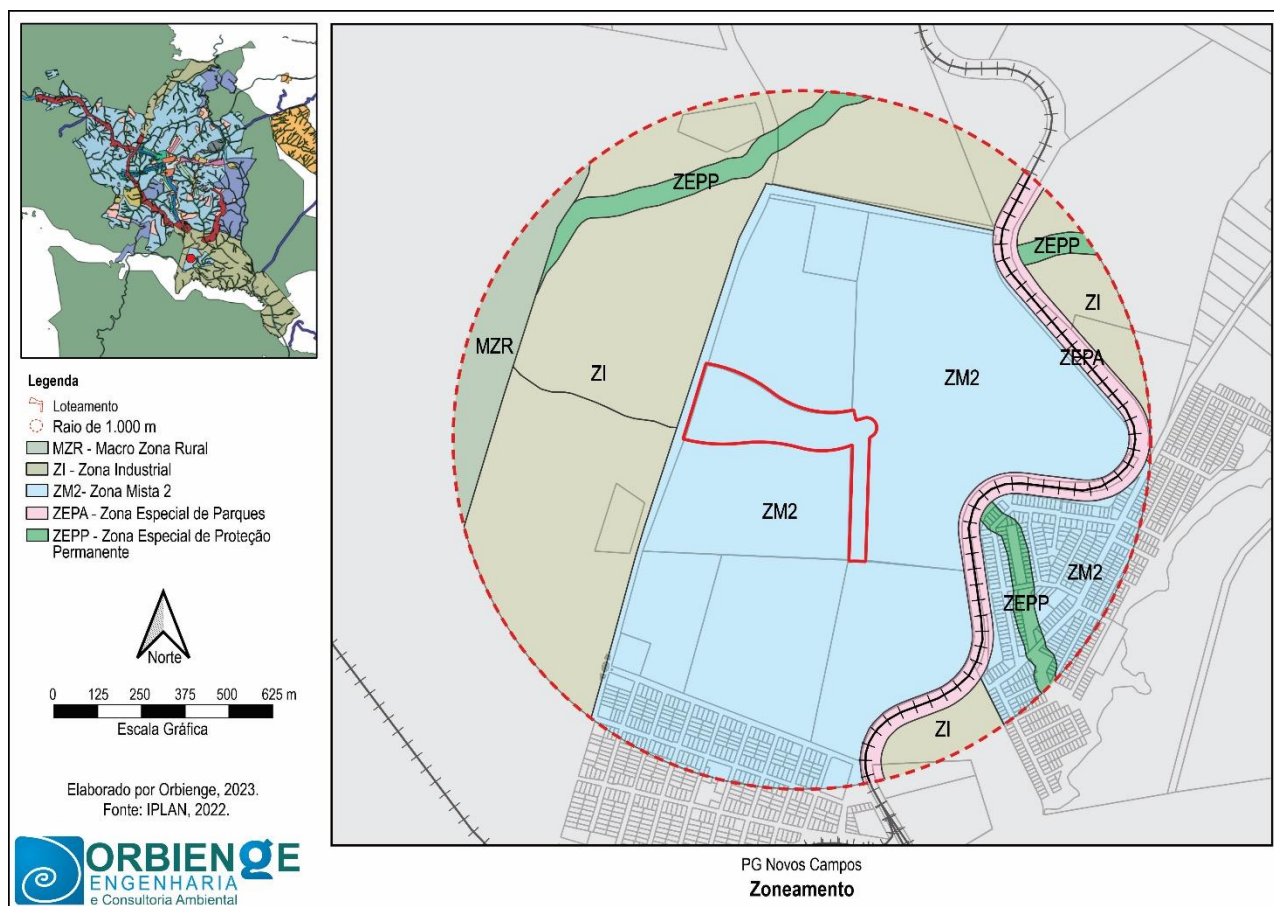 Legenda
Loteamento
Raio de 1.000 m
MZR - Macro Zona Rural
ZI - Zona Industrial
ZM2- Zona Mista 2
ZEPA - Zona Especial de Parques
ZEPP - Zona Especial de Proteção
Permanente
Norte
0 125 250 375 500 625 m
Escala Gráfica
Elaborado por Orbienge, 2023.
Fonte: IPLAN, 2022.
ORBIENGE
ENGENHARIA
e Consultoria Ambiental
ZEPP
ZEPP
ZI
MZR
ZI
ZEPA
ZM2
ZM2
ZM2
ZEPP
ZI
PG Novos Campos
Zoneamento